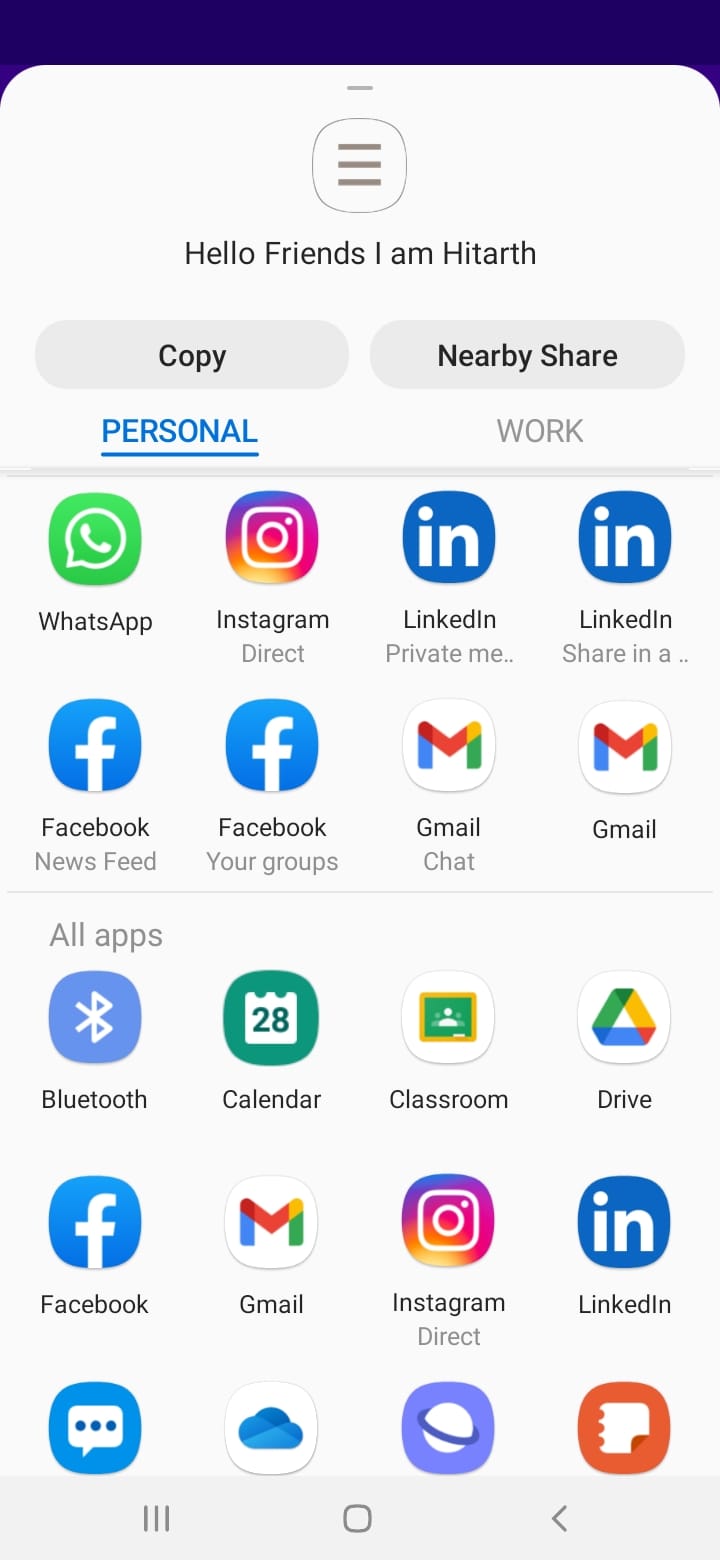 Hello Friends I am Hitarth
Copy Nearby Share
PERSONAL WORK
WhatsApp Instagram LinkedIn LinkedIn
Direct Private me.. Share in a ..
Facebook Facebook Gmail Gmail
News Feed Your groups Chat
All apps
28
Bluetooth Calendar Classroom Drive
Facebook Gmail Instagram LinkedIn
Direct